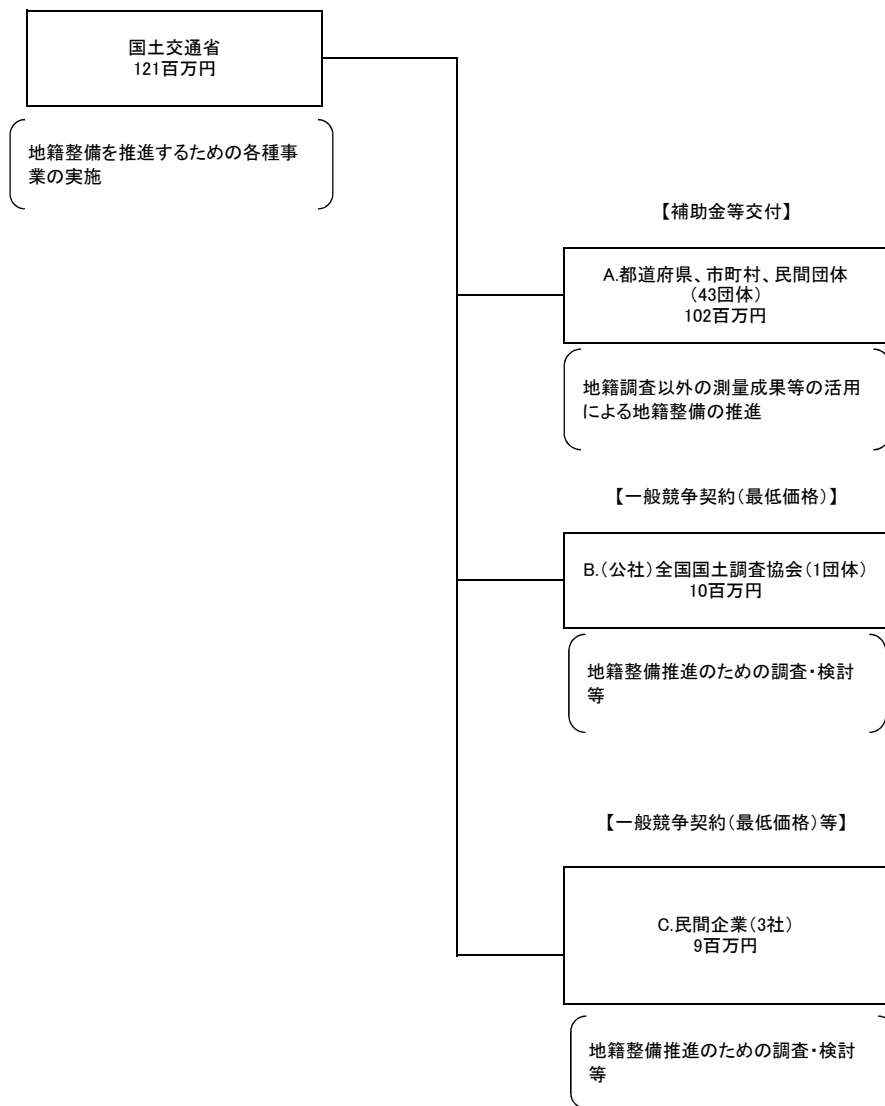 国土交通省
121百万円
地籍整備を推進するための各種事
業の実施
【補助金等交付】
A.都道府県、市町村、民間団体
（43団体）
102百万円
地籍調査以外の測量成果等の活用
による地籍整備の推進
【一般競争契約（最低価格）】
B.（公社）全国国土調査協会（1団体）
10百万円
地籍整備推進のための調査・検討
等
【一般競争契約（最低価格）等】
C.民間企業（3社）
9百万円
地籍整備推進のための調査・検討
等